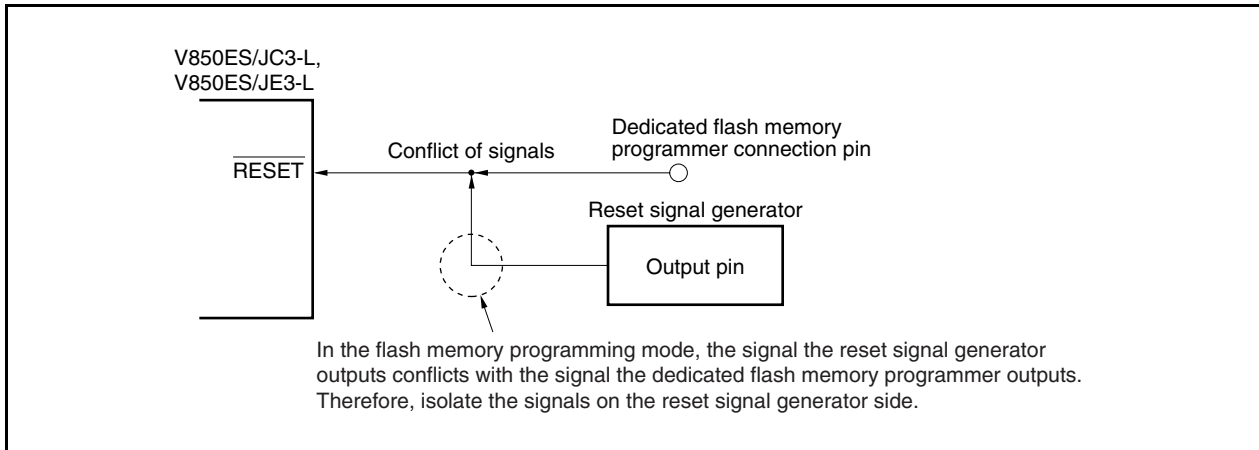 V850ES/JC3-L,
V850ES/JE3-L
Dedicated flash memory
programmer connection pin
Conflict of signals
RESET
Reset signal generator
Output pin
In the flash memory programming mode, the signal the reset signal generator
outputs conflicts with the signal the dedicated flash memory programmer outputs.
Therefore, isolate the signals on the reset signal generator side.